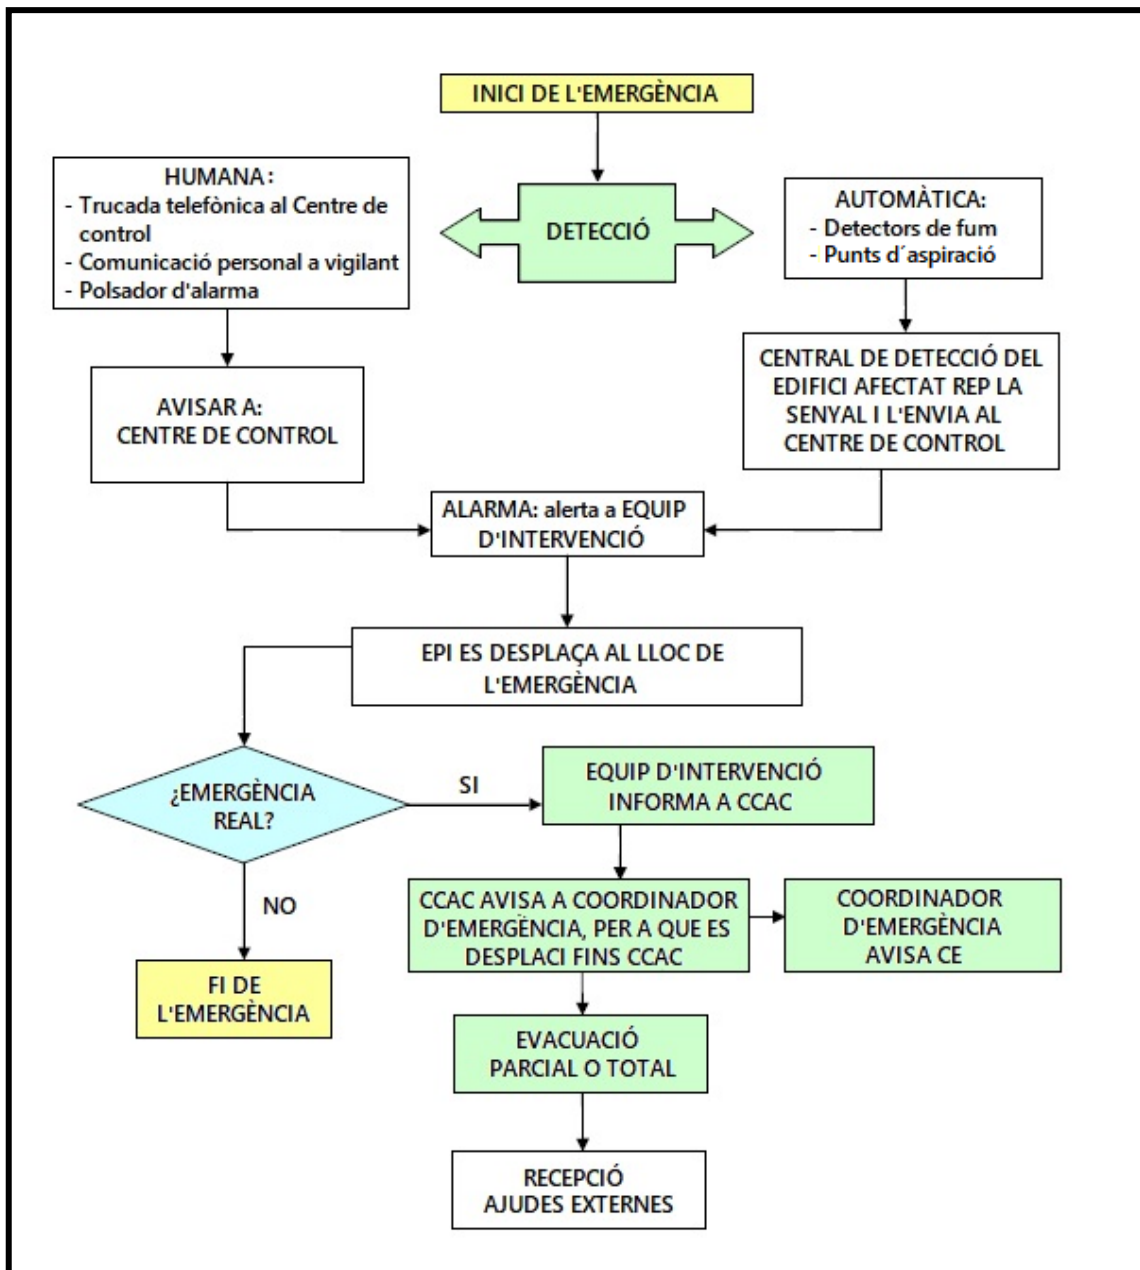 INICI DE L'EMERGÈNCIA
HUMANA:
- Trucada telefònica al Centre de
control
- Comunicació personal a vigilant
- Polsador d'alarma
DETECCIÓ
AUTOMÀTICA:
- Detectors de fum
- Punts d´aspiració
AVISAR A:
CENTRE DE CONTROL
CENTRAL DE DETECCIÓ DEL
EDIFICI AFECTAT REP LA
SENYAL I L'ENVIA AL
CENTRE DE CONTROL
ALARMA: alerta a EQUIP
D'INTERVENCIÓ
EPI ES DESPLAÇA AL LLOC DE
L'EMERGÈNCIA
¿EMERGÈNCIA
REAL?
SI
EQUIP D'INTERVENCIÓ
INFORMA A CCAC
NO
CCAC AVISA A COORDINADOR
D'EMERGÈNCIA, PER A QUE ES
DESPLACI FINS CCAC
COORDINADOR
D'EMERGÈNCIA
AVISA CE
FI DE
L'EMERGÈNCIA
EVACUACIÓ
PARCIAL O TOTAL
RECEPCIÓ
AJUDES EXTERNES